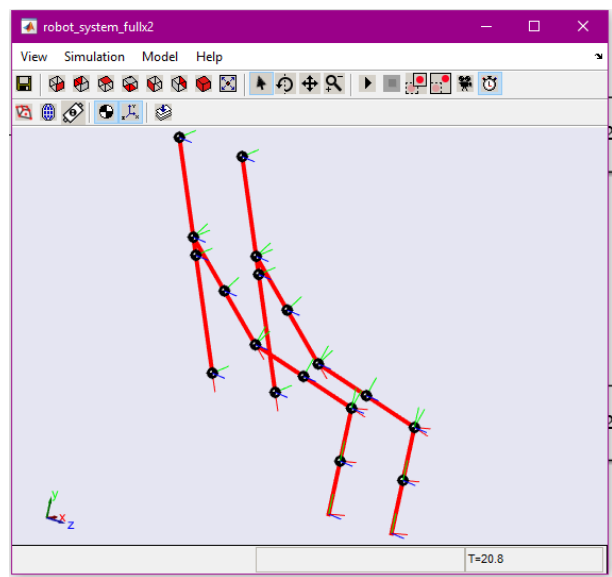 robot_system_fullx2
View Simulation Model Help
y
x
z
T=20.8